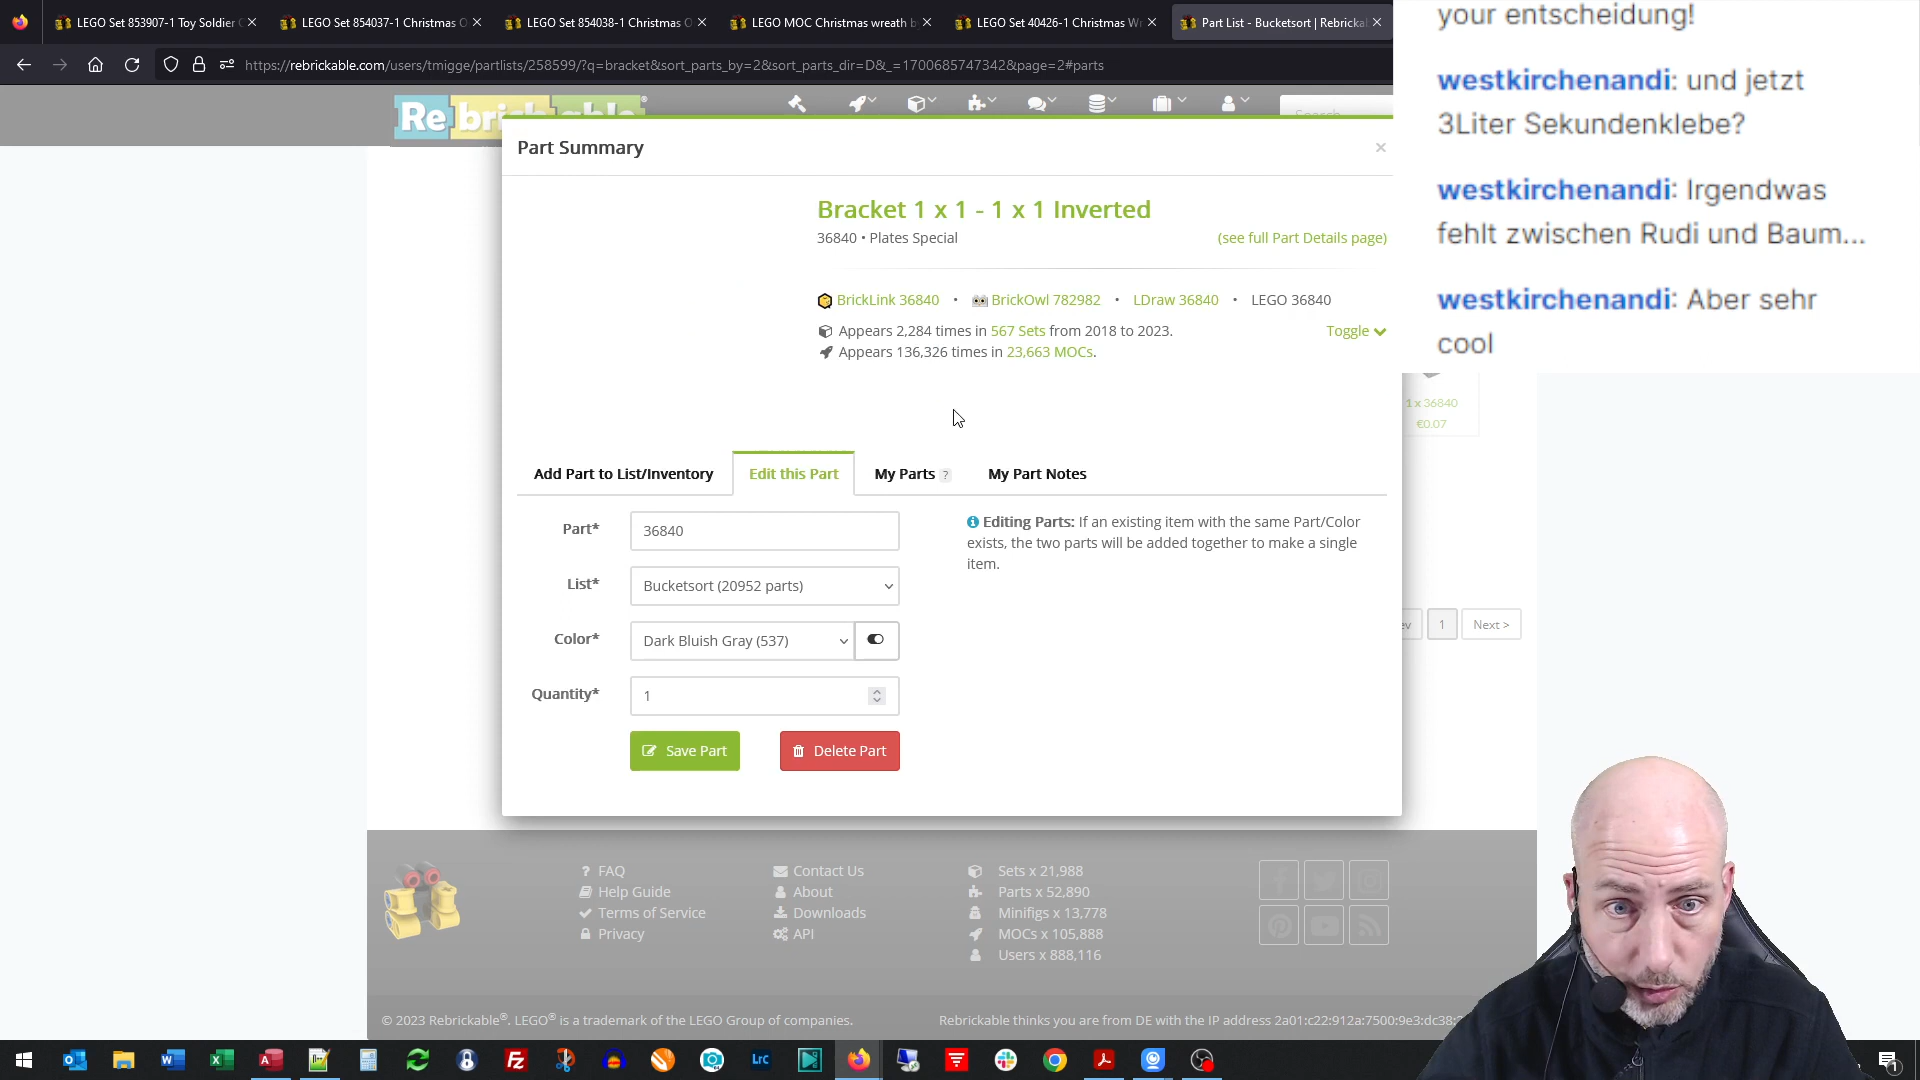 LEGO Set 853907-1 Toy Soldier
LEGO Set 854037-1 Christmas O
LEGO Set 854038-1 Christmas O
LEGO MOC Christmas wreath b
LEGO Set 40426-1 Christmas W
Part List - Bucketsort | Rebrickab
https://rebrickable.com/users/tmigge/partlists/258599/?q=bracket&sort_parts_by=2&sort_parts_dir=D&_=1700685747342&page=2#parts
your entscheidung!
westkirchenandi: und jetzt
3Liter Sekundenklebe?
westkirchenandi: Irgendwas
fehlt zwischen Rudi und Baum...
westkirchenandi: Aber sehr
cool
Part Summary
Bracket 1 x 1 - 1 x 1 Inverted
36840 • Plates Special
(see full Part Details page)
BrickLink 36840 • BrickOwl 782982 • LDraw 36840 • LEGO 36840
Appears 2,284 times in 567 Sets from 2018 to 2023.
Toggle
Appears 136,326 times in 23,663 MOCs.
1 x 36840
€0.07
Add Part to List/Inventory
Edit this Part
My Parts ?
My Part Notes
Part*
36840
List*
Bucketsort (20952 parts)
Color*
Dark Bluish Gray (537)
Quantity*
1
Save Part
Delete Part
Editing Parts: If an existing item with the same Part/Color
exists, the two parts will be added together to make a single
item.
ev
1
Next >
FAQ
Help Guide
Terms of Service
Privacy
Contact Us
About
Downloads
API
Sets x 21,988
Parts x 52,890
Minifigs x 13,778
MOCs x 105,888
Users x 888,116
© 2023 Rebrickable®. LEGO® is a trademark of the LEGO Group of companies.
Rebrickable thinks you are from DE with the IP address 2a01:c22:912a:7500:9e3:dc38:
Lrc